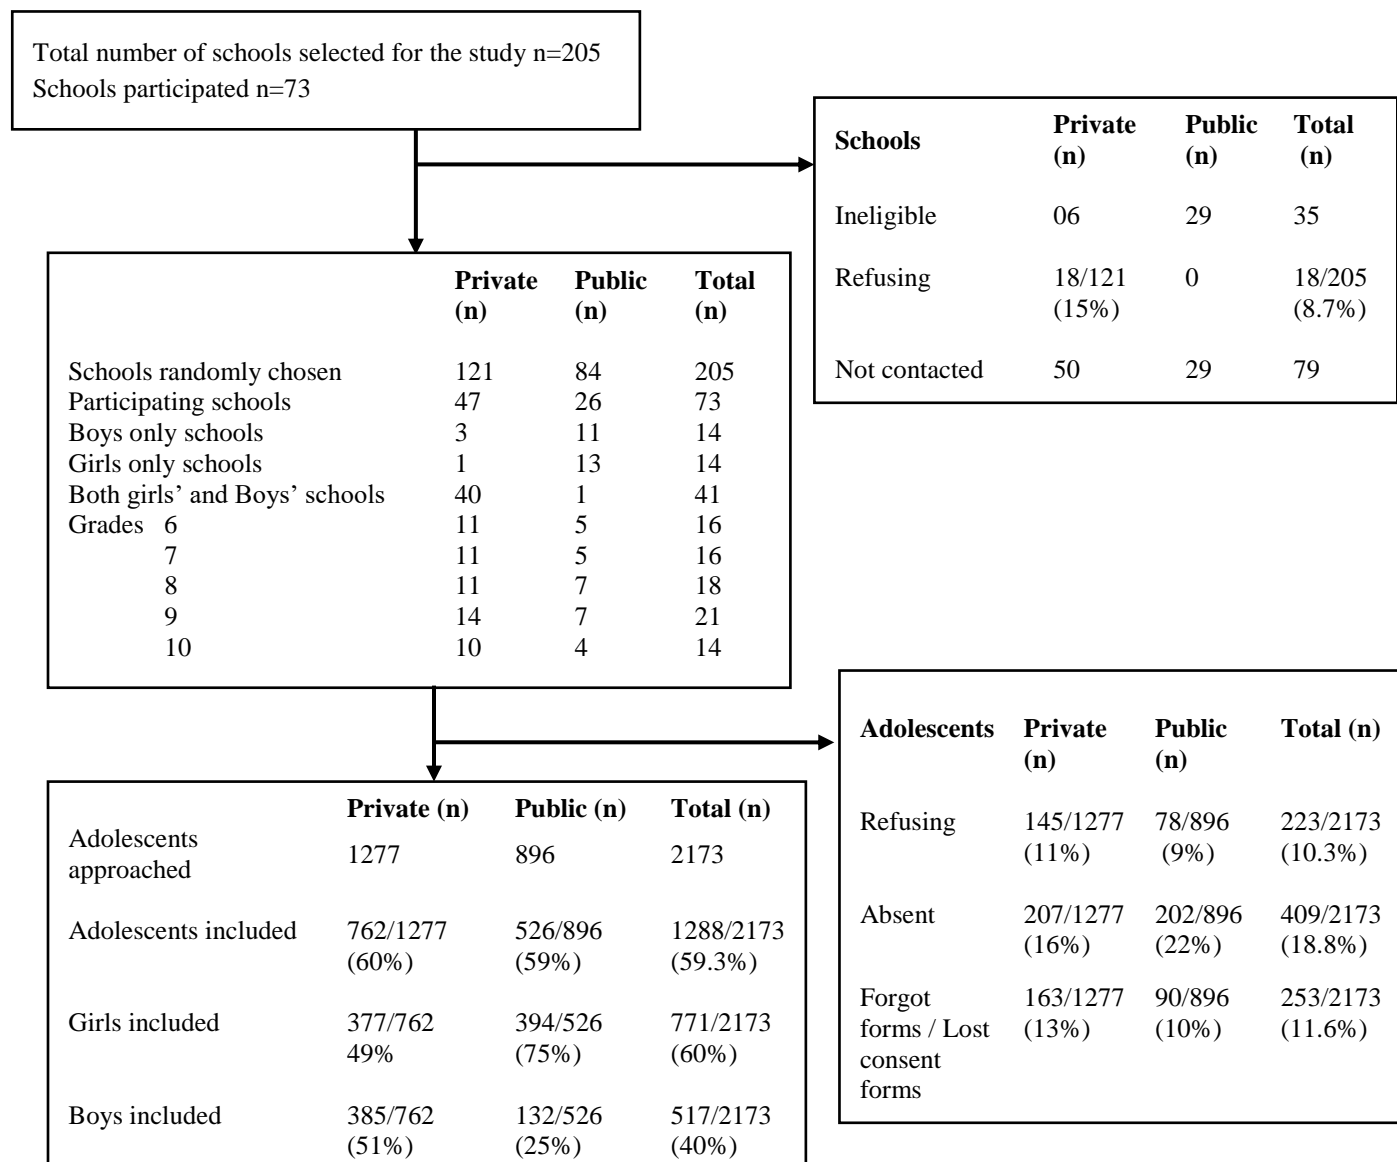 Total number of schools selected for the study n=205
Schools participated n=73
Schools Private (n) Public (n) Total (n)
Ineligible 06 29 35
Refusing 18/121 (15%) 0 18/205 (8.7%)
Not contacted 50 29 79
Private (n) Public (n) Total (n)
Schools randomly chosen 121 84 205
Participating schools 47 26 73
Boys only schools 3 11 14
Girls only schools 1 13 14
Both girls’ and Boys’ schools 40 1 41
Grades 6 11 5 16
7 11 5 16
8 11 7 18
9 14 7 21
10 10 4 14
Adolescents Private (n) Public (n) Total (n)
Refusing 145/1277 (11%) 78/896 (9%) 223/2173 (10.3%)
Absent 207/1277 (16%) 202/896 (22%) 409/2173 (18.8%)
Forgot forms / Lost consent forms 163/1277 (13%) 90/896 (10%) 253/2173 (11.6%)
Private (n) Public (n) Total (n)
Adolescents approached 1277 896 2173
Adolescents included 762/1277 (60%) 526/896 (59%) 1288/2173 (59.3%)
Girls included 377/762 49% 394/526 (75%) 771/2173 (60%)
Boys included 385/762 (51%) 132/526 (25%) 517/2173 (40%)